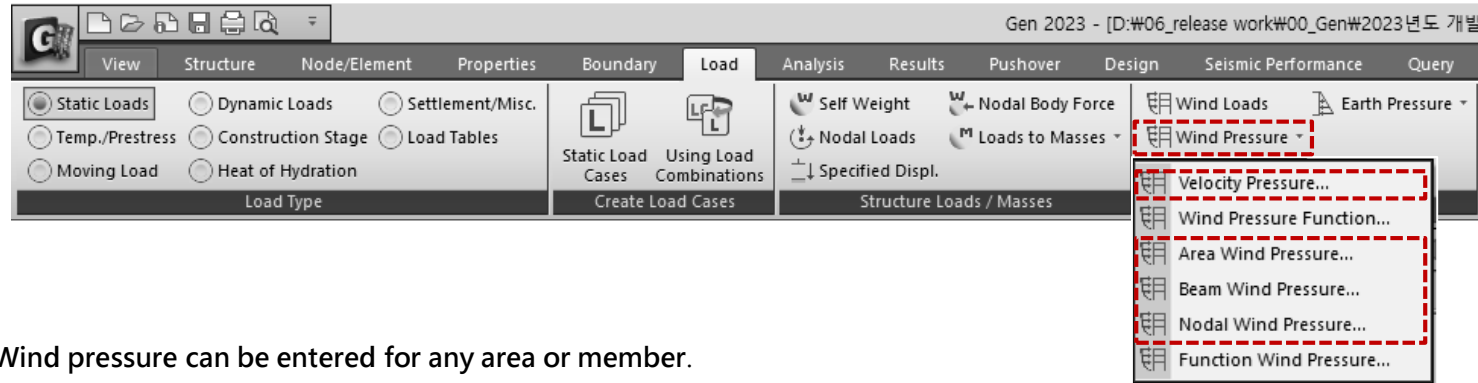 Gen 2023 - [D:₩06_release work₩00_Gen₩2023년도 개발
View Structure Node/Element Properties Boundary Load Analysis Results Pushover Design Seismic Performance Query
Static Loads Dynamic Loads Settlement/Misc. Self Weight Nodal Body Force Wind Loads Earth Pressure
Temp./Prestress Construction Stage Load Tables Nodal Loads Loads to Masses Wind Pressure
Static Load Using Load
Moving Load Heat of Hydration Cases Combinations Specified Displ.
Load Type Create Load Cases Structure Loads / Masses
Velocity Pressure...
Wind Pressure Function...
Area Wind Pressure...
Beam Wind Pressure...
Nodal Wind Pressure...
Function Wind Pressure...
Wind pressure can be entered for any area or member.